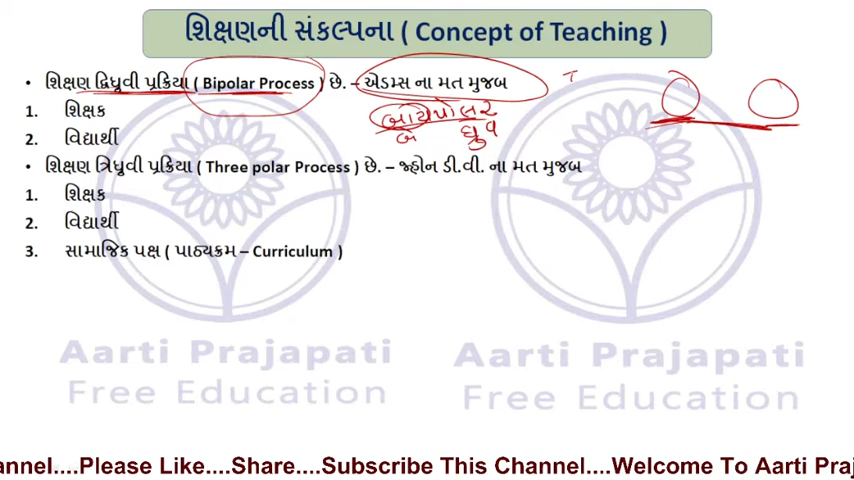 શિક્ષણની સંકલ્પના ( Concept of Teaching )
• શિક્ષણ દ્વિધ્રુવી પ્રક્રિયા ( Bipolar Process ) છે. – એડમ્સ ના મત મુજબ
બાયપોલર
બે ધ્રુવ
1. શિક્ષક
2. વિદ્યાર્થી
• શિક્ષણ ત્રિધ્રુવી પ્રક્રિયા ( Three polar Process ) છે. – જ્હોન ડી.વી. ના મત મુજબ
1. શિક્ષક
2. વિદ્યાર્થી
3. સામાજિક પક્ષ ( પાઠ્યક્રમ – Curriculum )
Aarti Prajapati Aarti Prajapati
Free Education Free Education
annel....Please Like....Share....Subscribe This Channel....Welcome To Aarti Praj